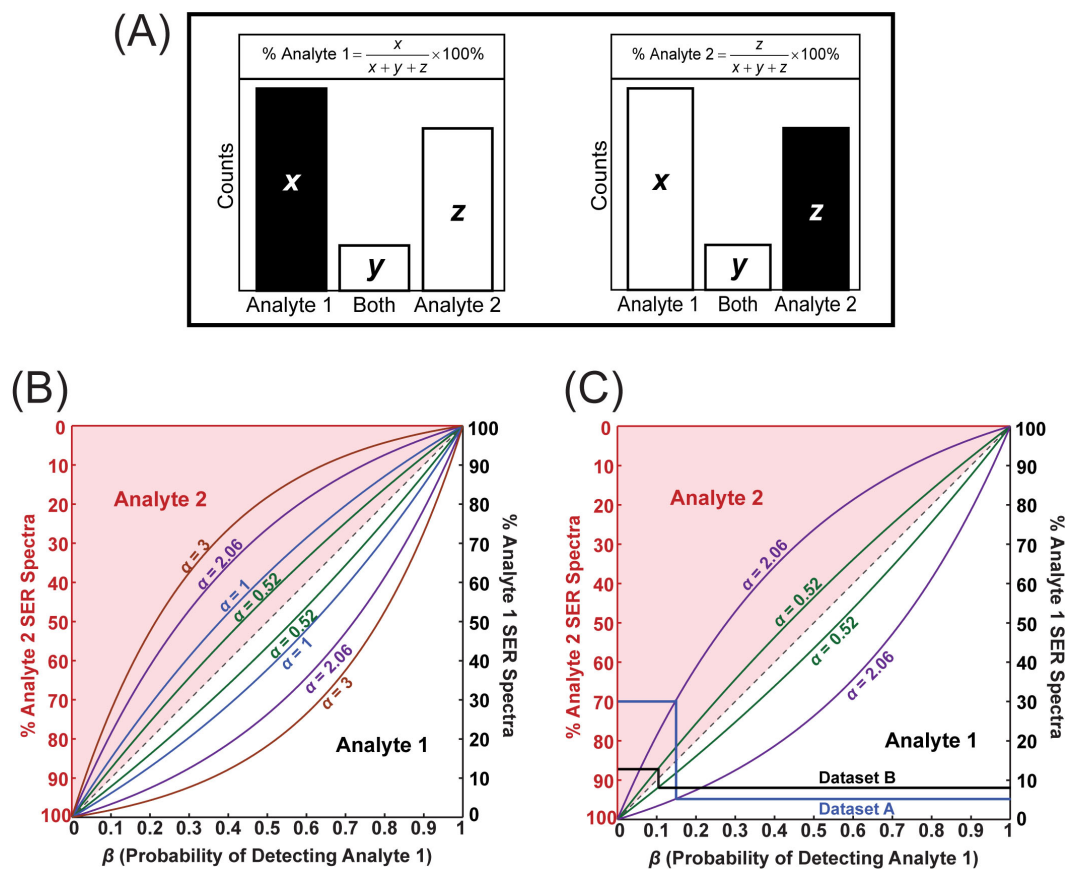 (A)
% Analyte 1 = x / x + y + z ×100%
Counts
x
y
z
Analyte 1 Both Analyte 2
% Analyte 2 = z / x + y + z ×100%
Counts
x
y
z
Analyte 1 Both Analyte 2
(B)
% Analyte 2 SER Spectra
0
10
20
30
40
50
60
70
80
90
100
Analyte 2
α = 3
α = 2.06
α = 1
α = 0.52
α = 0.52
α = 1
α = 2.06
α = 3
Analyte 1
100
90
80
70
60
50
40
30
20
10
0
% Analyte 1 SER Spectra
0 0.1 0.2 0.3 0.4 0.5 0.6 0.7 0.8 0.9 1
β (Probability of Detecting Analyte 1)
(C)
% Analyte 2 SER Spectra
0
10
20
30
40
50
60
70
80
90
100
Analyte 2
α = 2.06
α = 0.52
α = 0.52
α = 2.06
Analyte 1
Dataset B
Dataset A
100
90
80
70
60
50
40
30
20
10
0
% Analyte 1 SER Spectra
0 0.1 0.2 0.3 0.4 0.5 0.6 0.7 0.8 0.9 1
β (Probability of Detecting Analyte 1)